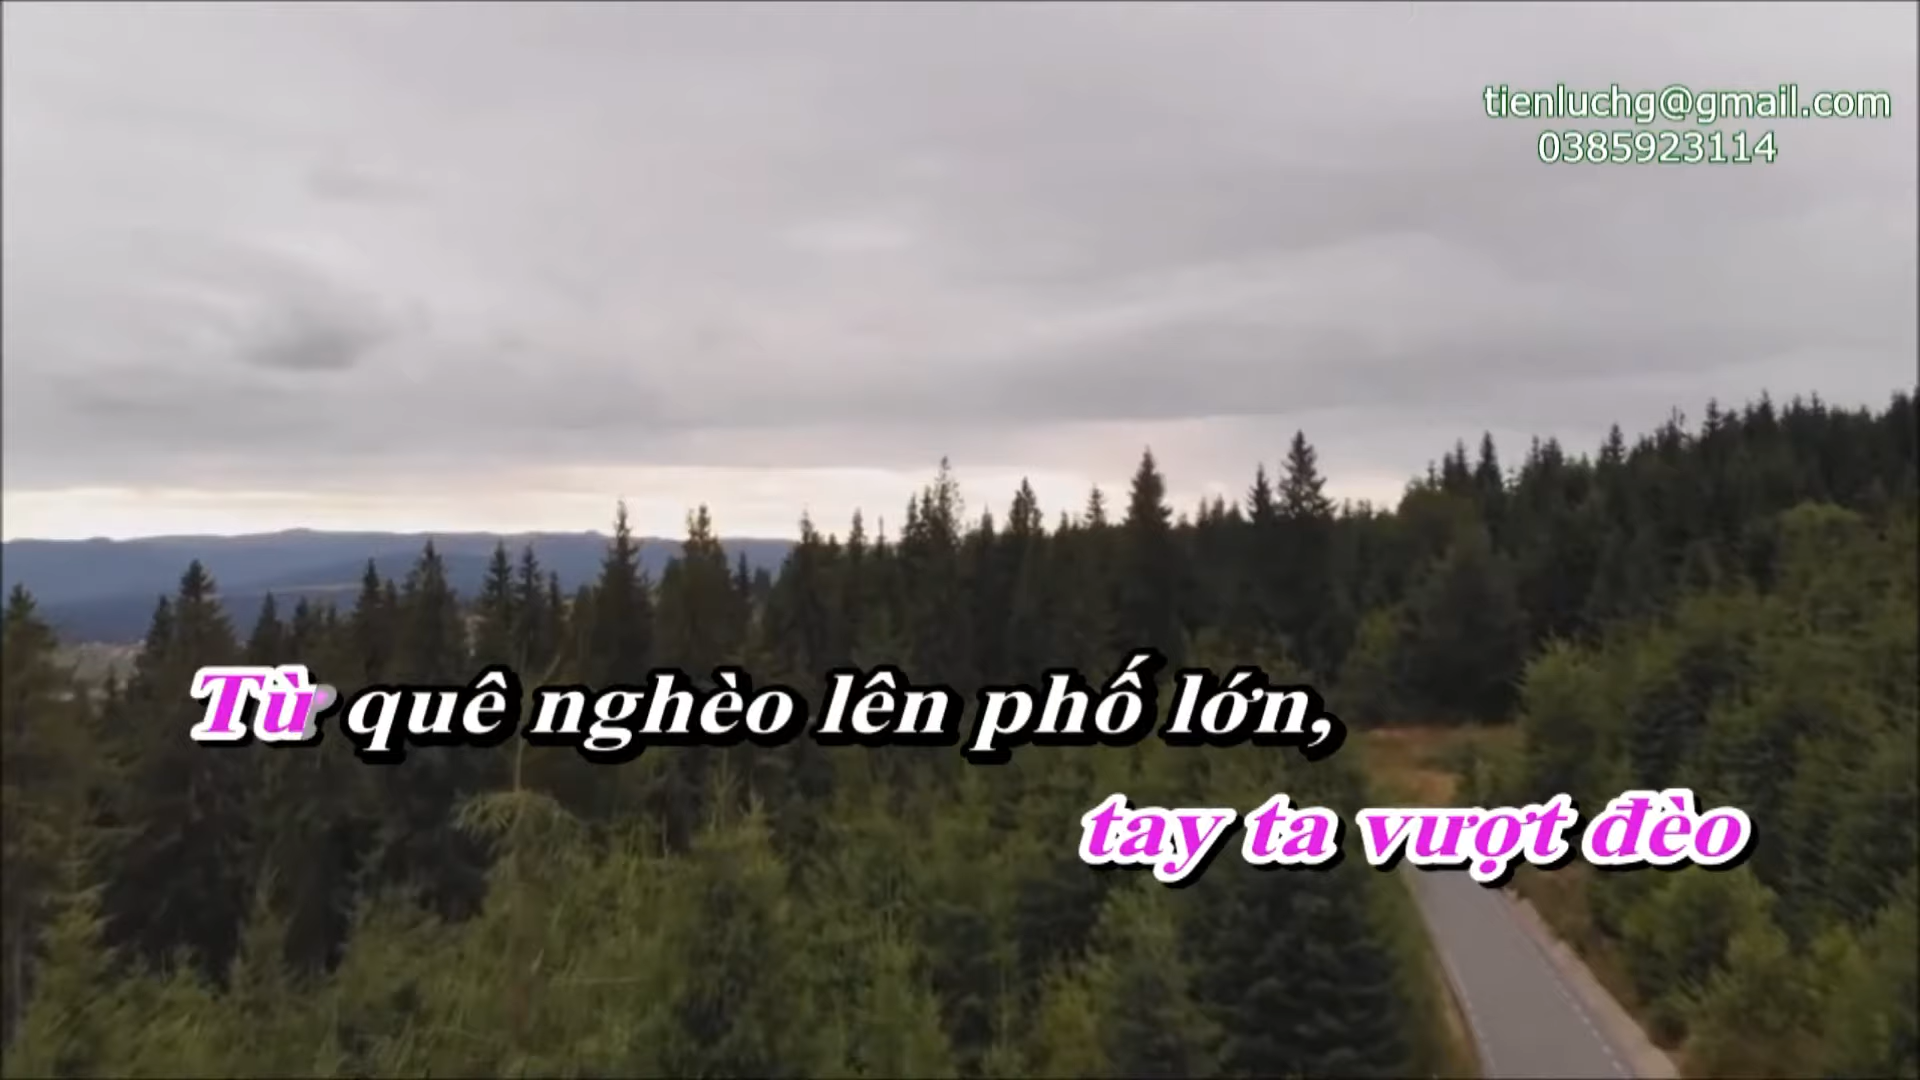 tienluchg@gmail.com
0385923114
Từ quê nghèo lên phố lớn,
tay ta vượt đèo